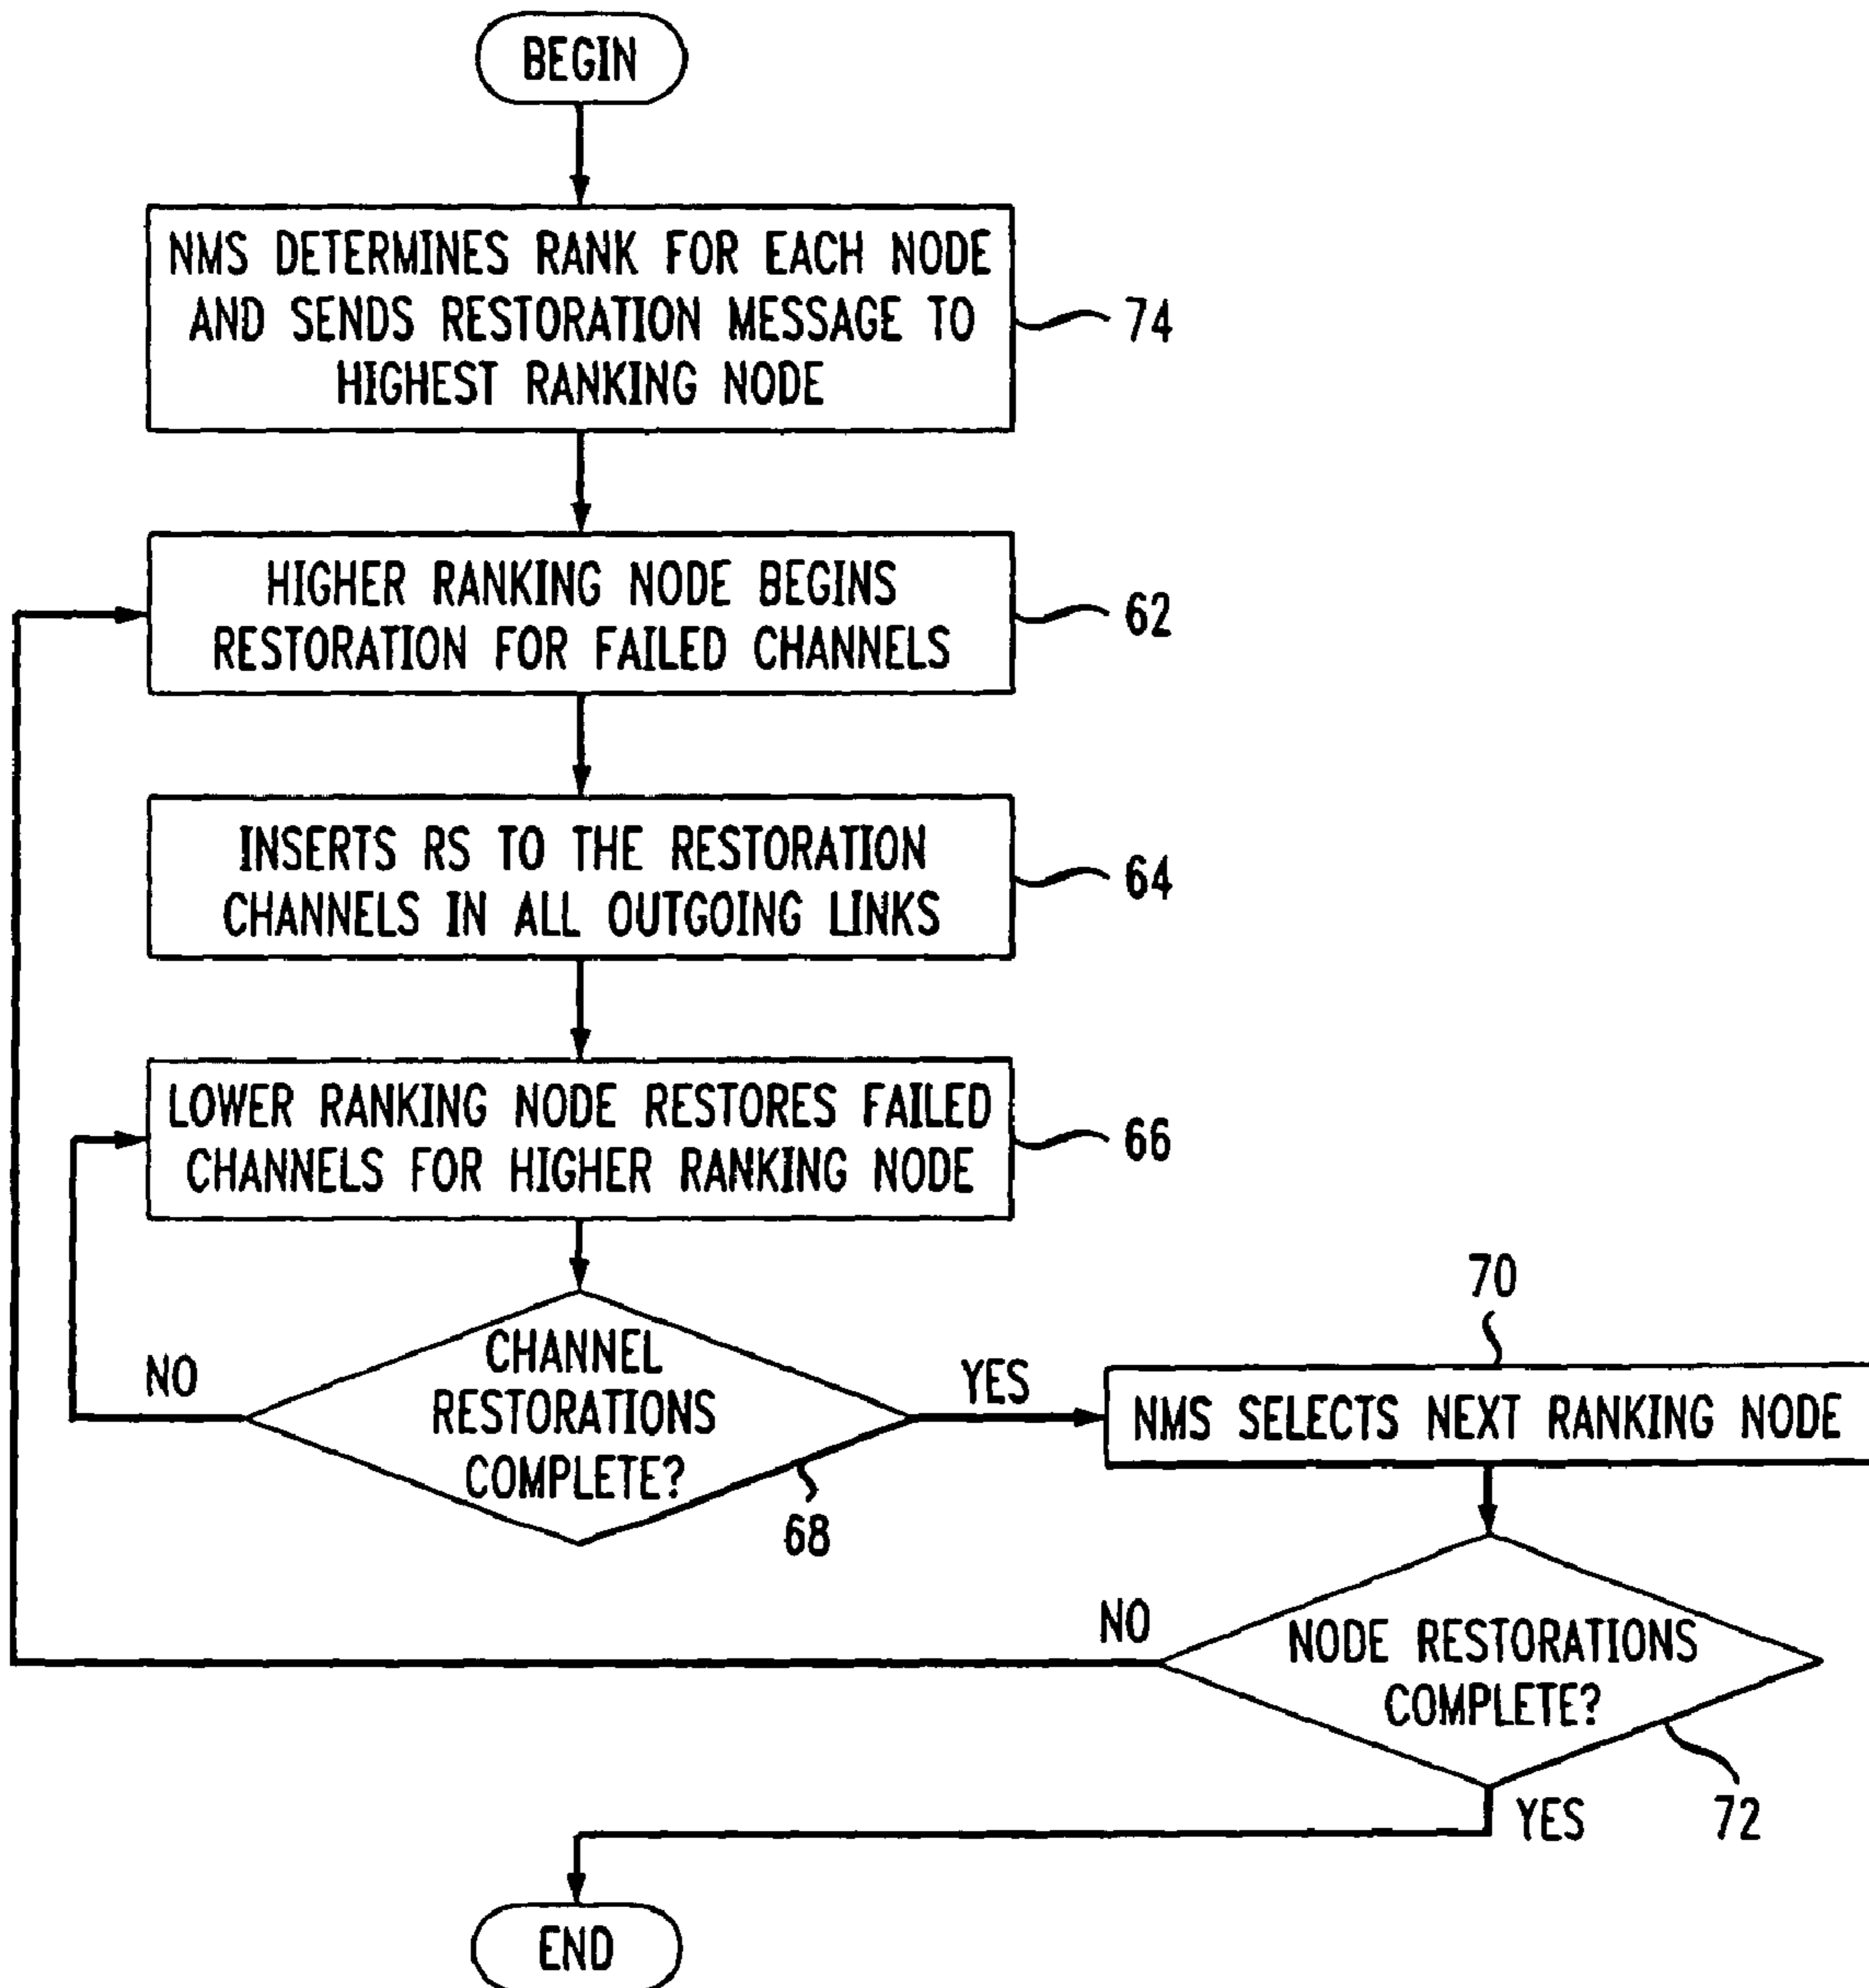 BEGIN
NMS DETERMINES RANK FOR EACH NODE
AND SENDS RESTORATION MESSAGE TO
HIGHEST RANKING NODE
74
HIGHER RANKING NODE BEGINS
RESTORATION FOR FAILED CHANNELS
62
INSERTS RS TO THE RESTORATION
CHANNELS IN ALL OUTGOING LINKS
64
LOWER RANKING NODE RESTORES FAILED
CHANNELS FOR HIGHER RANKING NODE
66
CHANNEL
RESTORATIONS
COMPLETE?
68
NO
YES
70
NMS SELECTS NEXT RANKING NODE
NODE RESTORATIONS
COMPLETE?
72
NO
YES
END